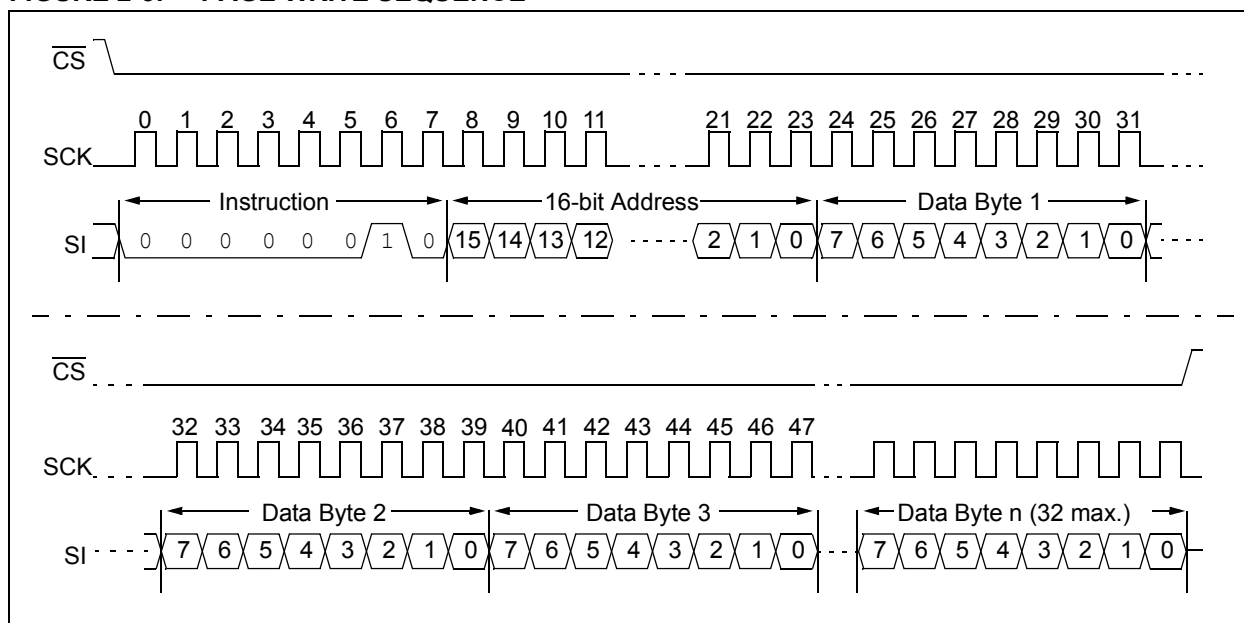 CS
0 1 2 3 4 5 6 7 8 9 10 11 21 22 23 24 25 26 27 28 29 30 31
SCK
Instruction 16-bit Address Data Byte 1
SI 0 0 0 0 0 0 1 0 15 14 13 12 2 1 0 7 6 5 4 3 2 1 0
CS
32 33 34 35 36 37 38 39 40 41 42 43 44 45 46 47
SCK
Data Byte 2 Data Byte 3 Data Byte n (32 max.)
SI 7 6 5 4 3 2 1 0 7 6 5 4 3 2 1 0 7 6 5 4 3 2 1 0